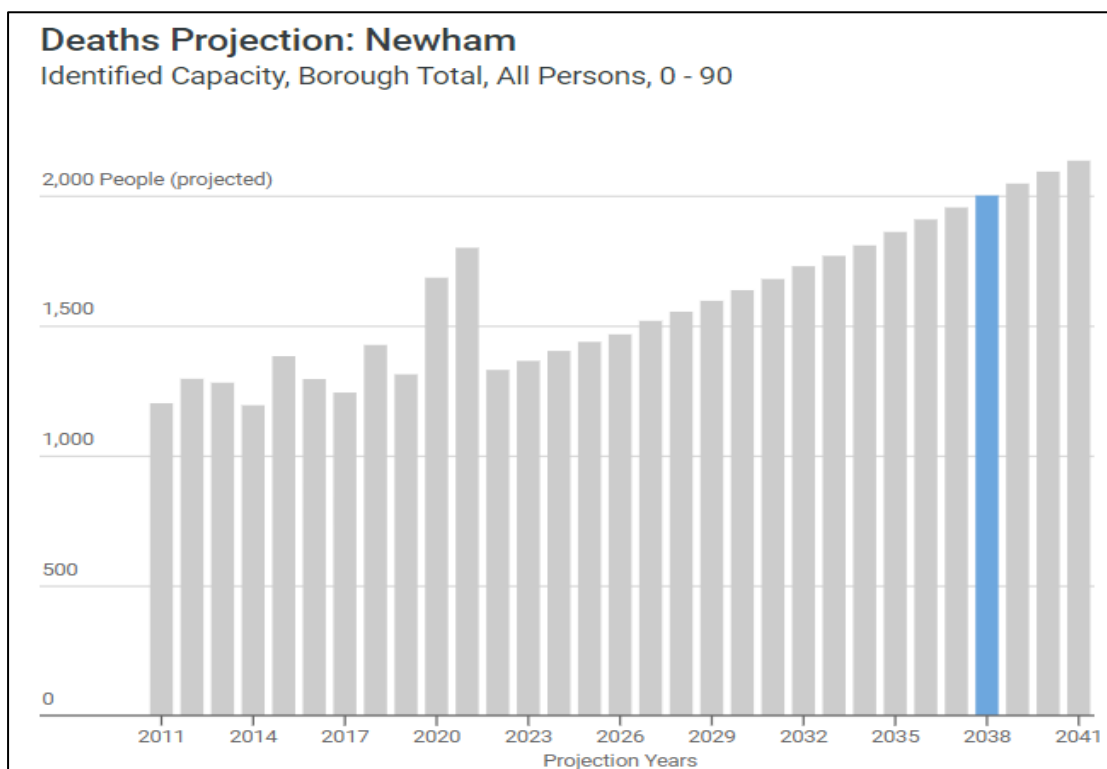 Deaths Projection: Newham
Identified Capacity, Borough Total, All Persons, 0 - 90
2,000 People (projected)
1,500
1,000
500
0
2011 2014 2017 2020 2023 2026 2029 2032 2035 2038 2041
Projection Years